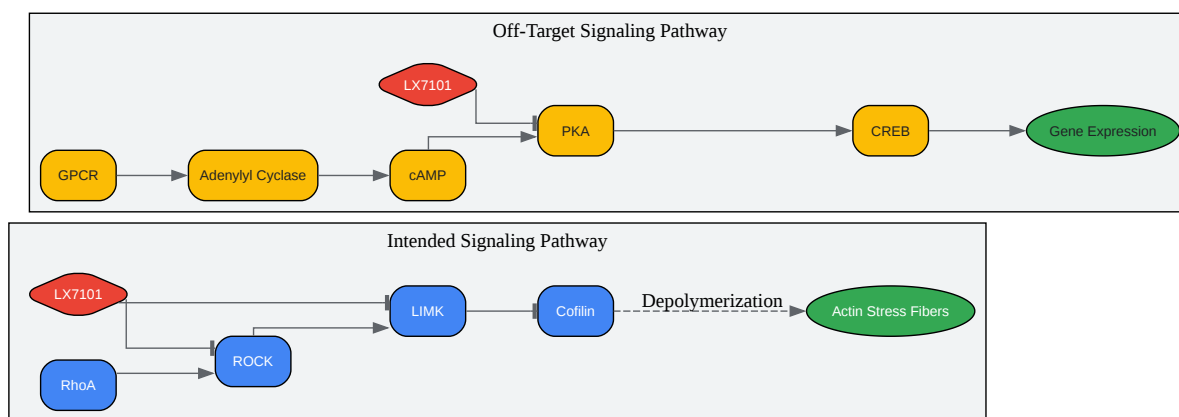 Off-Target Signaling Pathway
LX7101
PKA
CREB
Gene Expression
GPCR
Adenylyl Cyclase
cAMP
Intended Signaling Pathway
LX7101
LIMK
Cofilin
Depolymerization
Actin Stress Fibers
ROCK
RhoA